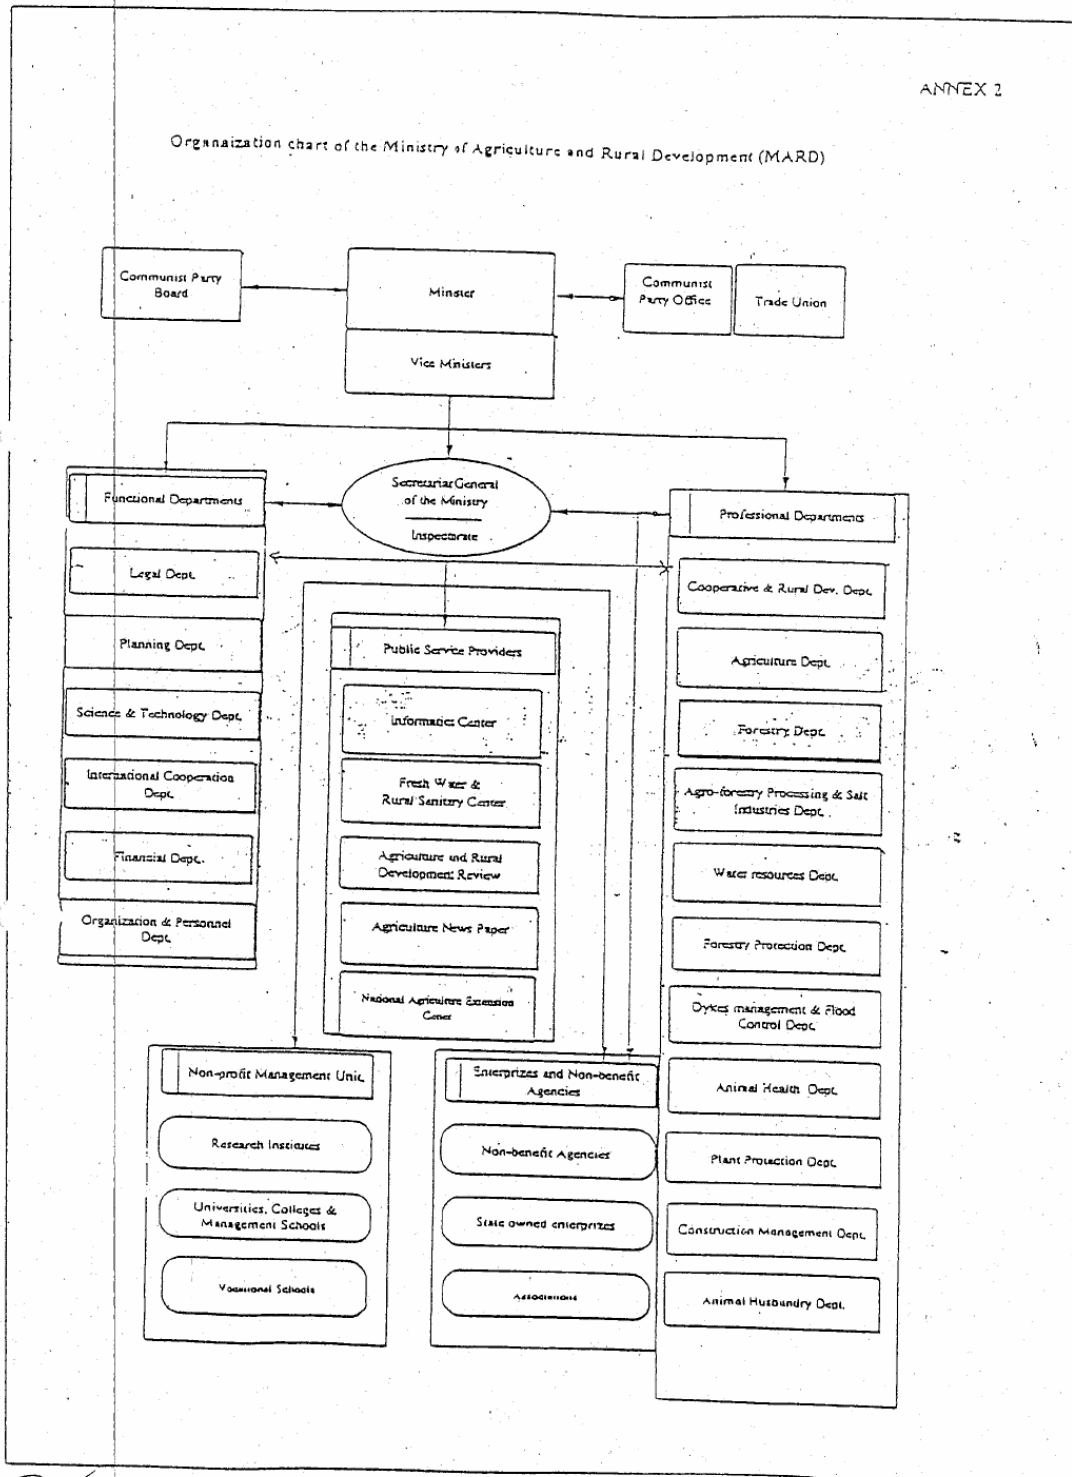 ANNEX 2
Organaization chart of the Ministry of Agriculture and Rural Development (MARD)
Communist Party
Board
Minster
Communist
Party Office
Trade Union
Vice Ministers
Functional Departments
Secretariat General
of the Ministry
Inspectorate
Professional Departments
Legal Dept.
Planning Dept.
Science & Technology Dept.
International Cooperation
Dept.
Financial Dept.
Organization & Personnel
Dept.
Public Service Providers
Informatics Center
Fresh Water &
Rural Sanitary Center
Agriculture and Rural
Development Review
Agriculture News Paper
National Agriculture Extension
Cooperative & Rural Dev. Dept.
Agriculture Dept.
Forestry Dept.
Agro-forestry Processing & Salt
Industries Dept.
Water resources Dept.
Forestry Protection Dept.
Dykes management & Flood
Control Dept.
Animal Health Dept.
Plant Protection Dept.
Construction Management Dept.
Animal Husbundry Dept.
Non-profit Management Unit.
Research Institutes
Universities, Colleges &
Management Schools
Vocational Schools
Enterprizes and Non-benefit
Agencies
Non-benefit Agencies
State owned enterprizes
Associations